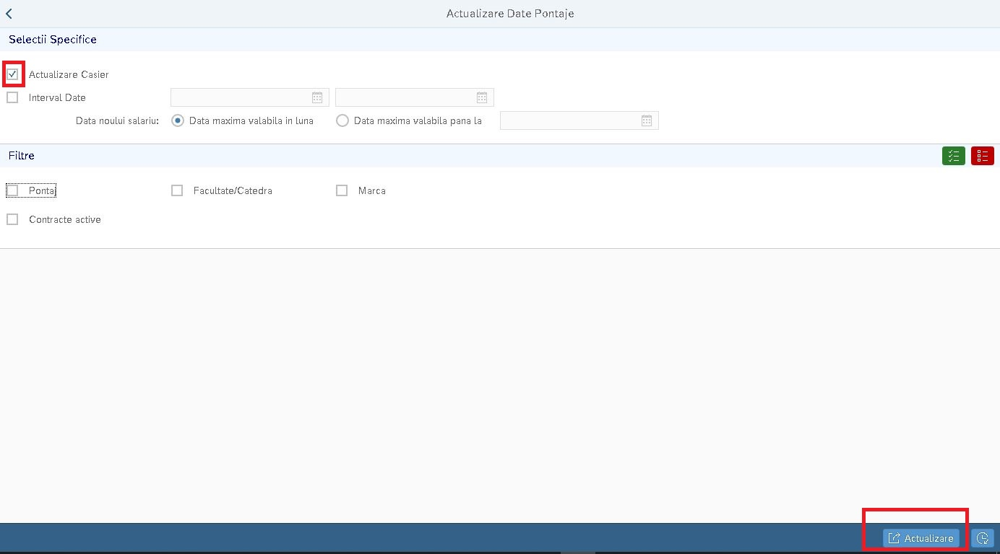 Actualizare Date Pontaje
Selectii Specifice
Actualizare Casier
Interval Date
Data noului salariu: Data maxima valabila in luna Data maxima valabila pana la
Filtre
Pontaj Facultate/Catedra Marca
Contracte active
Actualizare